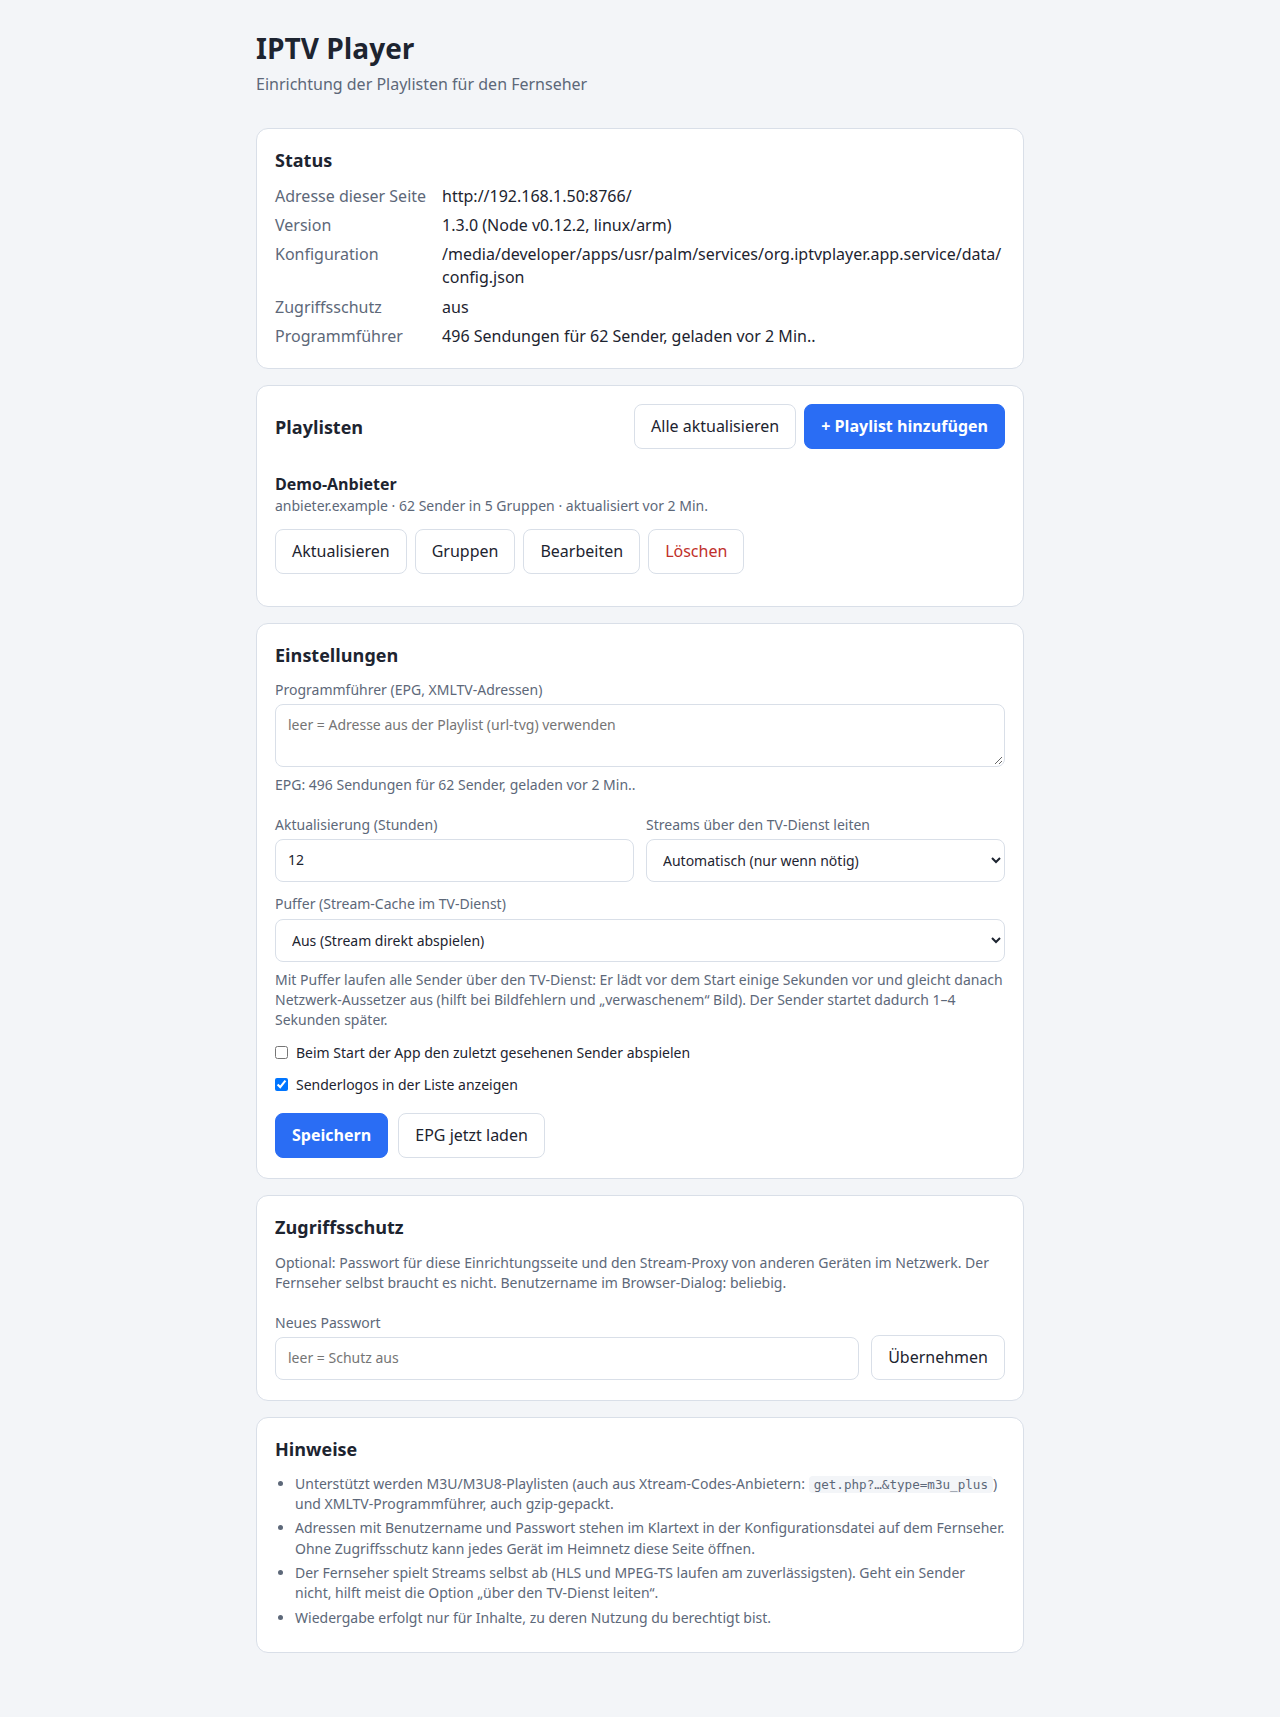 IPTV Player
Einrichtung der Playlisten für den Fernseher
Status
Adresse dieser Seite http://192.168.1.50:8766/
Version 1.3.0 (Node v0.12.2, linux/arm)
Konfiguration /media/developer/apps/usr/palm/services/org.iptvplayer.app.service/data/
config.json
Zugriffsschutz aus
Programmführer 496 Sendungen für 62 Sender, geladen vor 2 Min..
Playlisten Alle aktualisieren + Playlist hinzufügen
Demo-Anbieter
anbieter.example · 62 Sender in 5 Gruppen · aktualisiert vor 2 Min.
Aktualisieren Gruppen Bearbeiten Löschen
Einstellungen
Programmführer (EPG, XMLTV-Adressen)
leer = Adresse aus der Playlist (url-tvg) verwenden
EPG: 496 Sendungen für 62 Sender, geladen vor 2 Min..
Aktualisierung (Stunden) Streams über den TV-Dienst leiten
12 Automatisch (nur wenn nötig)
Puffer (Stream-Cache im TV-Dienst)
Aus (Stream direkt abspielen)
Mit Puffer laufen alle Sender über den TV-Dienst: Er lädt vor dem Start einige Sekunden vor und gleicht danach
Netzwerk-Aussetzer aus (hilft bei Bildfehlern und „verwaschenem“ Bild). Der Sender startet dadurch 1–4
Sekunden später.
Beim Start der App den zuletzt gesehenen Sender abspielen
Senderlogos in der Liste anzeigen
Speichern EPG jetzt laden
Zugriffsschutz
Optional: Passwort für diese Einrichtungsseite und den Stream-Proxy von anderen Geräten im Netzwerk. Der
Fernseher selbst braucht es nicht. Benutzername im Browser-Dialog: beliebig.
Neues Passwort
leer = Schutz aus Übernehmen
Hinweise
• Unterstützt werden M3U/M3U8-Playlisten (auch aus Xtream-Codes-Anbietern: get.php?…&type=m3u_plus)
und XMLTV-Programmführer, auch gzip-gepackt.
• Adressen mit Benutzername und Passwort stehen im Klartext in der Konfigurationsdatei auf dem Fernseher.
Ohne Zugriffsschutz kann jedes Gerät im Heimnetz diese Seite öffnen.
• Der Fernseher spielt Streams selbst ab (HLS und MPEG-TS laufen am zuverlässigsten). Geht ein Sender
nicht, hilft meist die Option „über den TV-Dienst leiten“.
• Wiedergabe erfolgt nur für Inhalte, zu deren Nutzung du berechtigt bist.